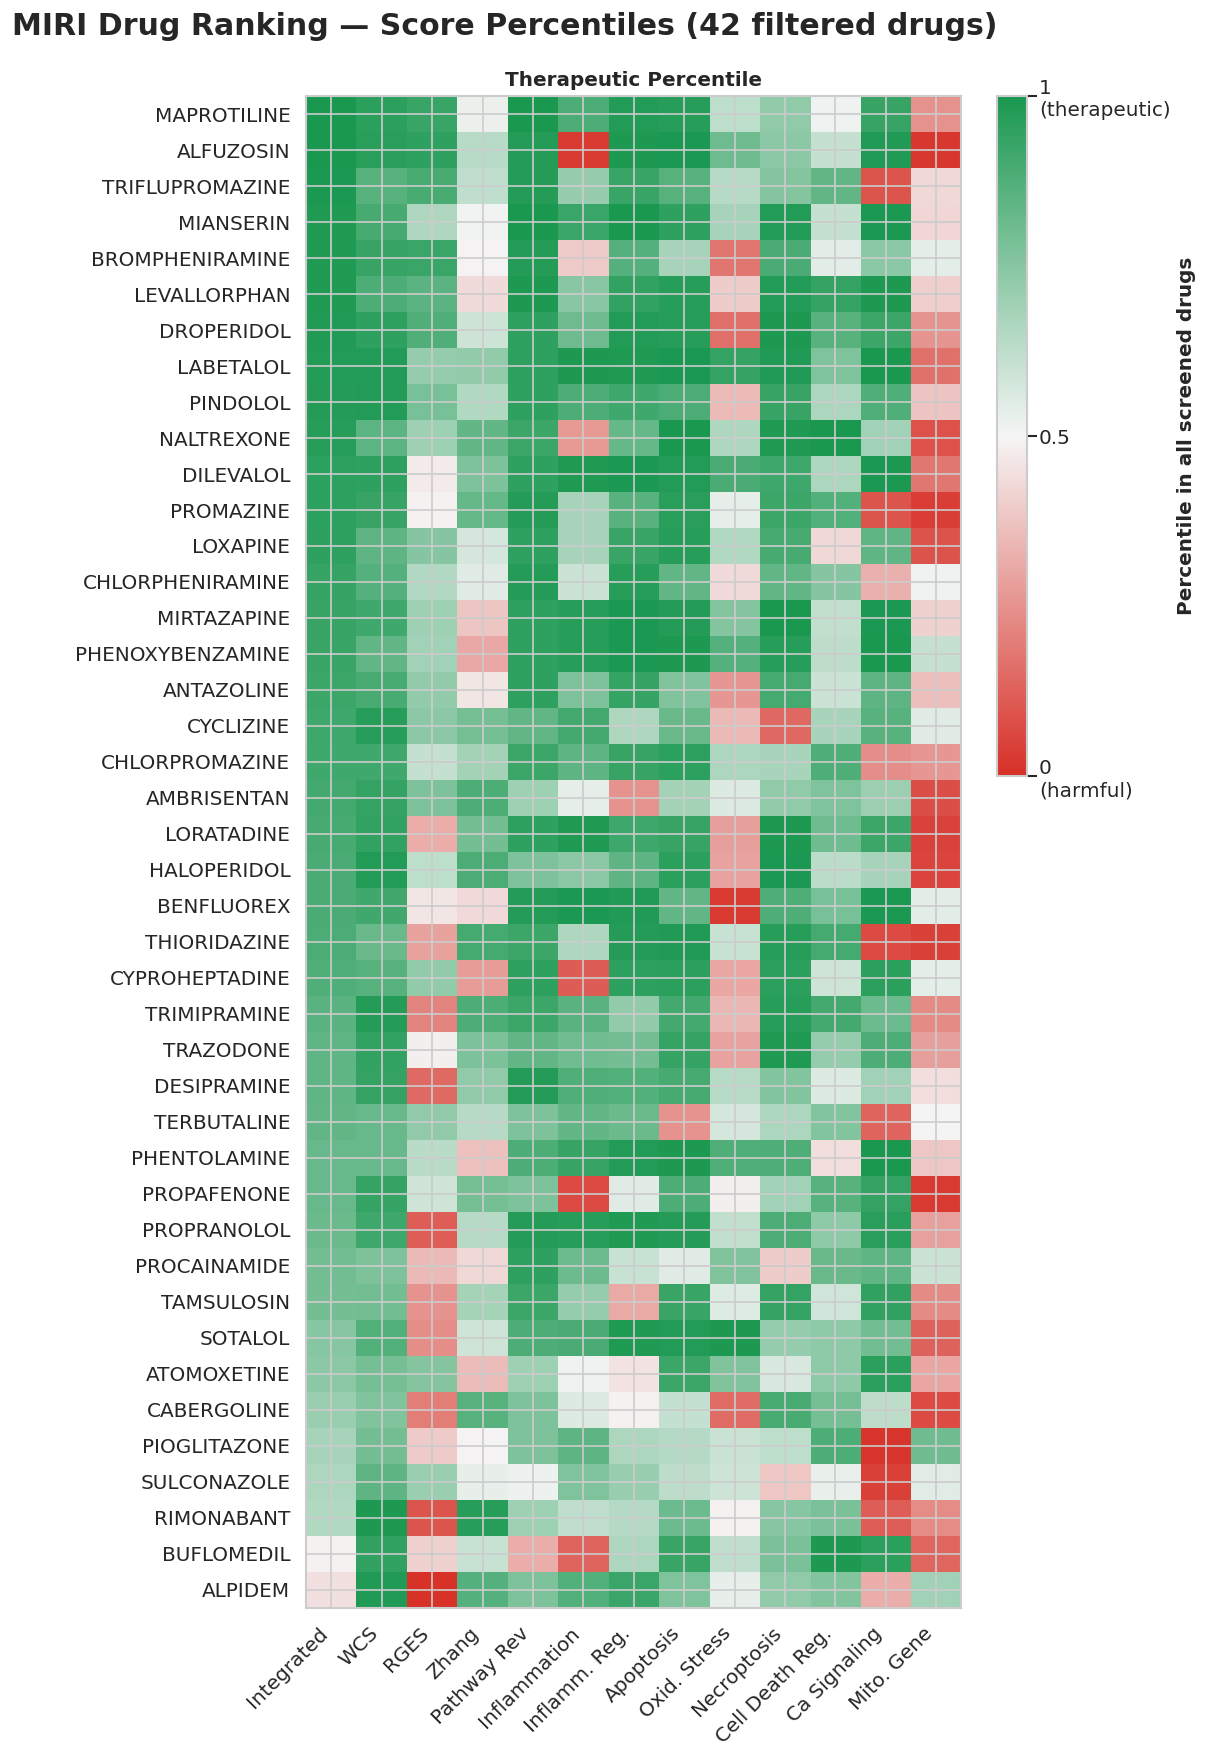 MIRI Drug Ranking — Score Percentiles (42 filtered drugs)
Therapeutic Percentile
MAPROTILINE
ALFUZOSIN
TRIFLUPROMAZINE
MIANSERIN
BROMPHENIRAMINE
LEVALLORPHAN
DROPERIDOL
LABETALOL
PINDOLOL
NALTREXONE
DILEVALOL
PROMAZINE
LOXAPINE
CHLORPHENIRAMINE
MIRTAZAPINE
PHENOXYBENZAMINE
ANTAZOLINE
CYCLIZINE
CHLORPROMAZINE
AMBRISENTAN
LORATADINE
HALOPERIDOL
BENFLUOREX
THIORIDAZINE
CYPROHEPTADINE
TRIMIPRAMINE
TRAZODONE
DESIPRAMINE
TERBUTALINE
PHENTOLAMINE
PROPAFENONE
PROPRANOLOL
PROCAINAMIDE
TAMSULOSIN
SOTALOL
ATOMOXETINE
CABERGOLINE
PIOGLITAZONE
SULCONAZOLE
RIMONABANT
BUFLOMEDIL
ALPIDEM
Integrated
WCS
RGES
Zhang
Pathway Rev
Inflammation
Inflamm. Reg.
Apoptosis
Oxid. Stress
Necroptosis
Cell Death Reg.
Ca Signaling
Mito. Gene
1
(therapeutic)
0.5
0
(harmful)
Percentile in all screened drugs